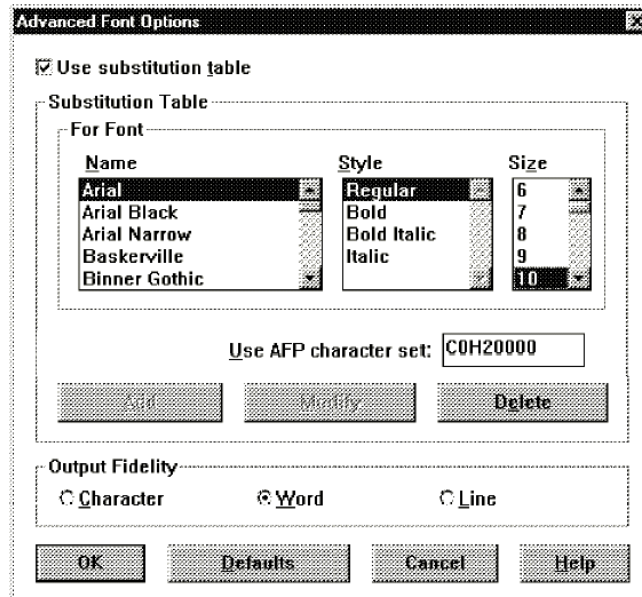 Advanced Font Options
Use substitution table
Substitution Table
For Font
Name Style Size
Arial Regular 6
Arial Black Bold 7
Arial Narrow Bold Italic 8
Baskerville Italic 9
Binner Gothic 10
Use AFP character set: C0H20000
Add Modify Delete
Output Fidelity
Character Word Line
OK Defaults Cancel Help